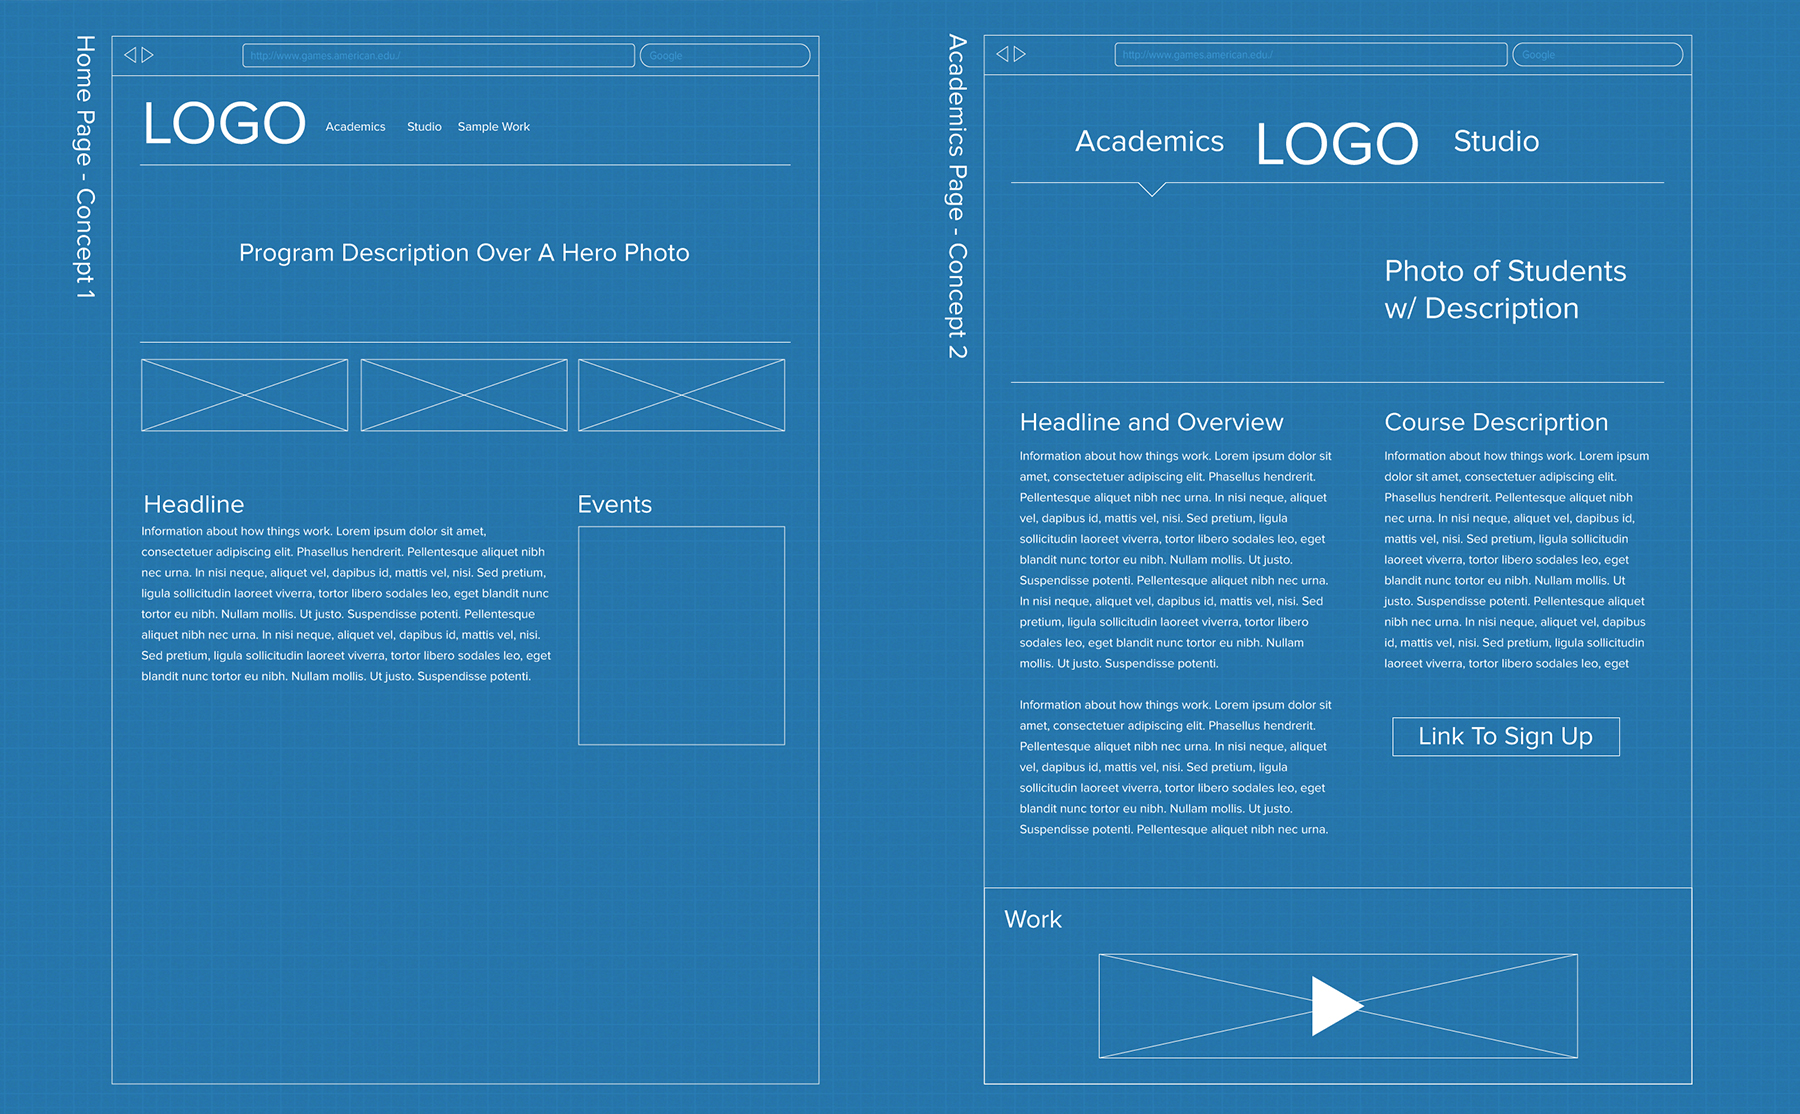 Home Page - Concept 1
http://www.games.american.edu/
Google
LOGO
Academics Studio Sample Work
Program Description Over A Hero Photo
Headline
Information about how things work. Lorem ipsum dolor sit amet,
consectetuer adipiscing elit. Phasellus hendrerit. Pellentesque aliquet nibh
nec urna. In nisi neque, aliquet vel, dapibus id, mattis vel, nisi. Sed pretium,
ligula sollicitudin laoreet viverra, tortor libero sodales leo, eget blandit nunc
tortor eu nibh. Nullam mollis. Ut justo. Suspendisse potenti. Pellentesque
aliquet nibh nec urna. In nisi neque, aliquet vel, dapibus id, mattis vel, nisi.
Sed pretium, ligula sollicitudin laoreet viverra, tortor libero sodales leo, eget
blandit nunc tortor eu nibh. Nullam mollis. Ut justo. Suspendisse potenti.
Events
Academics Page - Concept 2
http://www.games.american.edu/
Google
Academics LOGO Studio
Photo of Students
w/ Description
Headline and Overview
Information about how things work. Lorem ipsum dolor sit
amet, consectetuer adipiscing elit. Phasellus hendrerit.
Pellentesque aliquet nibh nec urna. In nisi neque, aliquet
vel, dapibus id, mattis vel, nisi. Sed pretium, ligula
sollicitudin laoreet viverra, tortor libero sodales leo, eget
blandit nunc tortor eu nibh. Nullam mollis. Ut justo.
Suspendisse potenti. Pellentesque aliquet nibh nec urna.
In nisi neque, aliquet vel, dapibus id, mattis vel, nisi. Sed
pretium, ligula sollicitudin laoreet viverra, tortor libero
sodales leo, eget blandit nunc tortor eu nibh. Nullam
mollis. Ut justo. Suspendisse potenti.
Information about how things work. Lorem ipsum dolor sit
amet, consectetuer adipiscing elit. Phasellus hendrerit.
Pellentesque aliquet nibh nec urna. In nisi neque, aliquet
vel, dapibus id, mattis vel, nisi. Sed pretium, ligula
sollicitudin laoreet viverra, tortor libero sodales leo, eget
blandit nunc tortor eu nibh. Nullam mollis. Ut justo.
Suspendisse potenti. Pellentesque aliquet nibh nec urna.
Course Descriprtion
Information about how things work. Lorem ipsum
dolor sit amet, consectetuer adipiscing elit.
Phasellus hendrerit. Pellentesque aliquet nibh
nec urna. In nisi neque, aliquet vel, dapibus id,
mattis vel, nisi. Sed pretium, ligula sollicitudin
laoreet viverra, tortor libero sodales leo, eget
blandit nunc tortor eu nibh. Nullam mollis. Ut
justo. Suspendisse potenti. Pellentesque aliquet
nibh nec urna. In nisi neque, aliquet vel, dapibus
id, mattis vel, nisi. Sed pretium, ligula sollicitudin
laoreet viverra, tortor libero sodales leo, eget
Link To Sign Up
Work